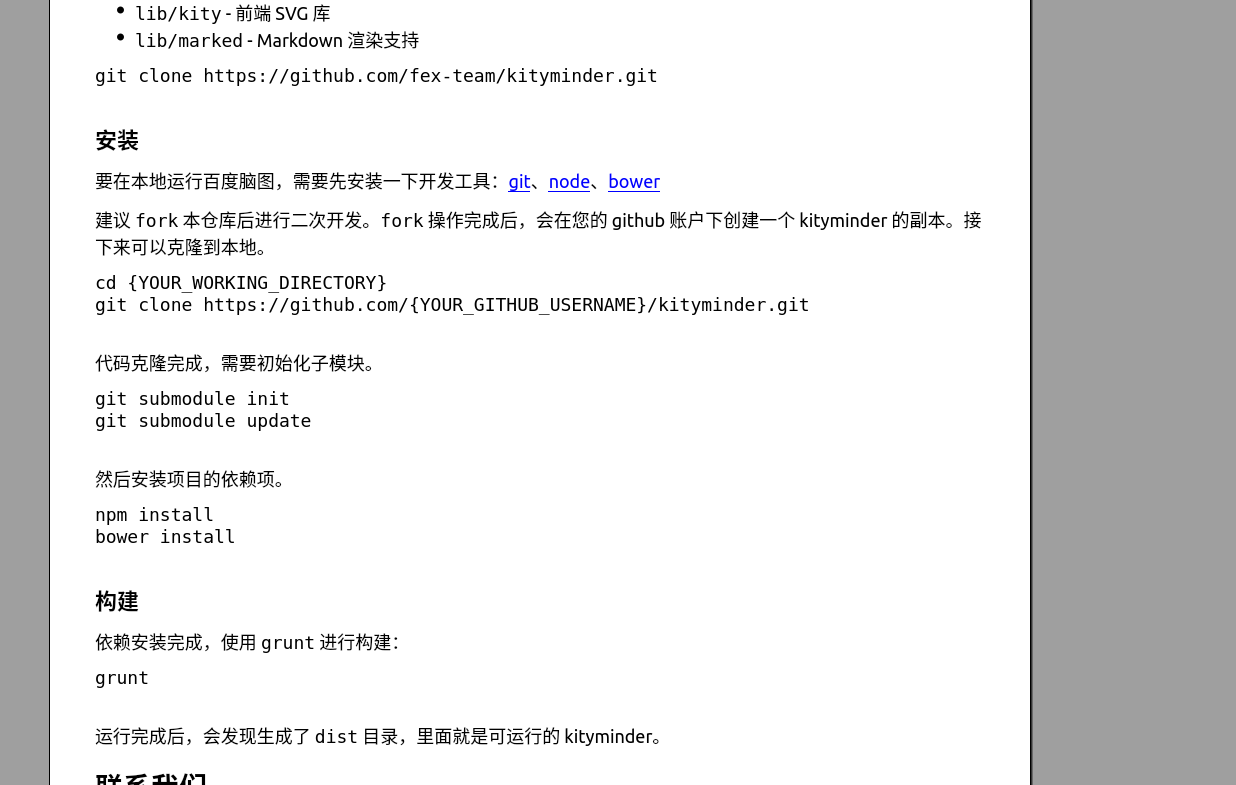 lib/kity - 前端 SVG 库
lib/marked - Markdown 渲染支持
git clone https://github.com/fex-team/kityminder.git
安装
要在本地运行百度脑图，需要先安装一下开发工具：git、node、bower
建议 fork 本仓库后进行二次开发。fork 操作完成后，会在您的 github 账户下创建一个 kityminder 的副本。接
下来可以克隆到本地。
cd {YOUR_WORKING_DIRECTORY}
git clone https://github.com/{YOUR_GITHUB_USERNAME}/kityminder.git
代码克隆完成，需要初始化子模块。
git submodule init
git submodule update
然后安装项目的依赖项。
npm install
bower install
构建
依赖安装完成，使用 grunt 进行构建：
grunt
运行完成后，会发现生成了 dist 目录，里面就是可运行的 kityminder。
联系我们